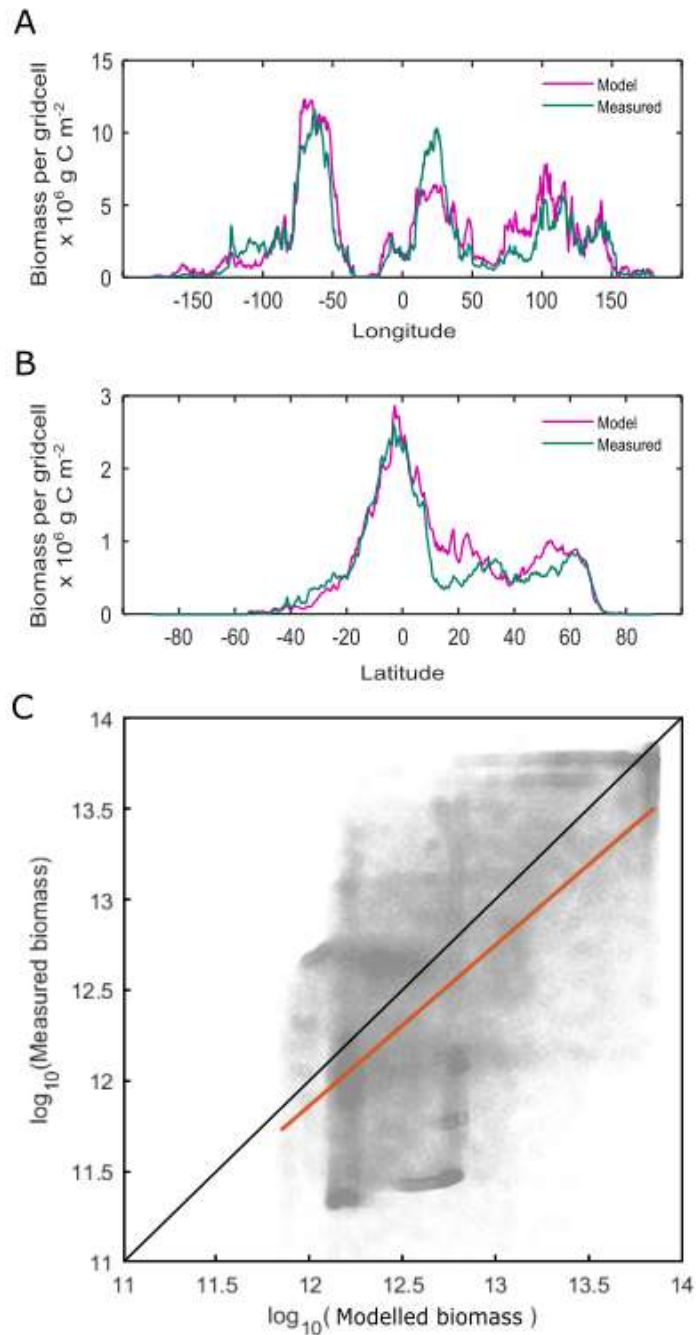 A
Biomass per gridcell
x 10⁶ g C m⁻²
15
10
5
0
Model
Measured
-150 -100 -50 0 50 100 150
Longitude
B
Biomass per gridcell
x 10⁶ g C m⁻²
3
2
1
0
Model
Measured
-80 -60 -40 -20 0 20 40 60 80
Latitude
C
log₁₀(Measured biomass)
14
13.5
13
12.5
12
11.5
11
11 11.5 12 12.5 13 13.5 14
log₁₀( Modelled biomass )